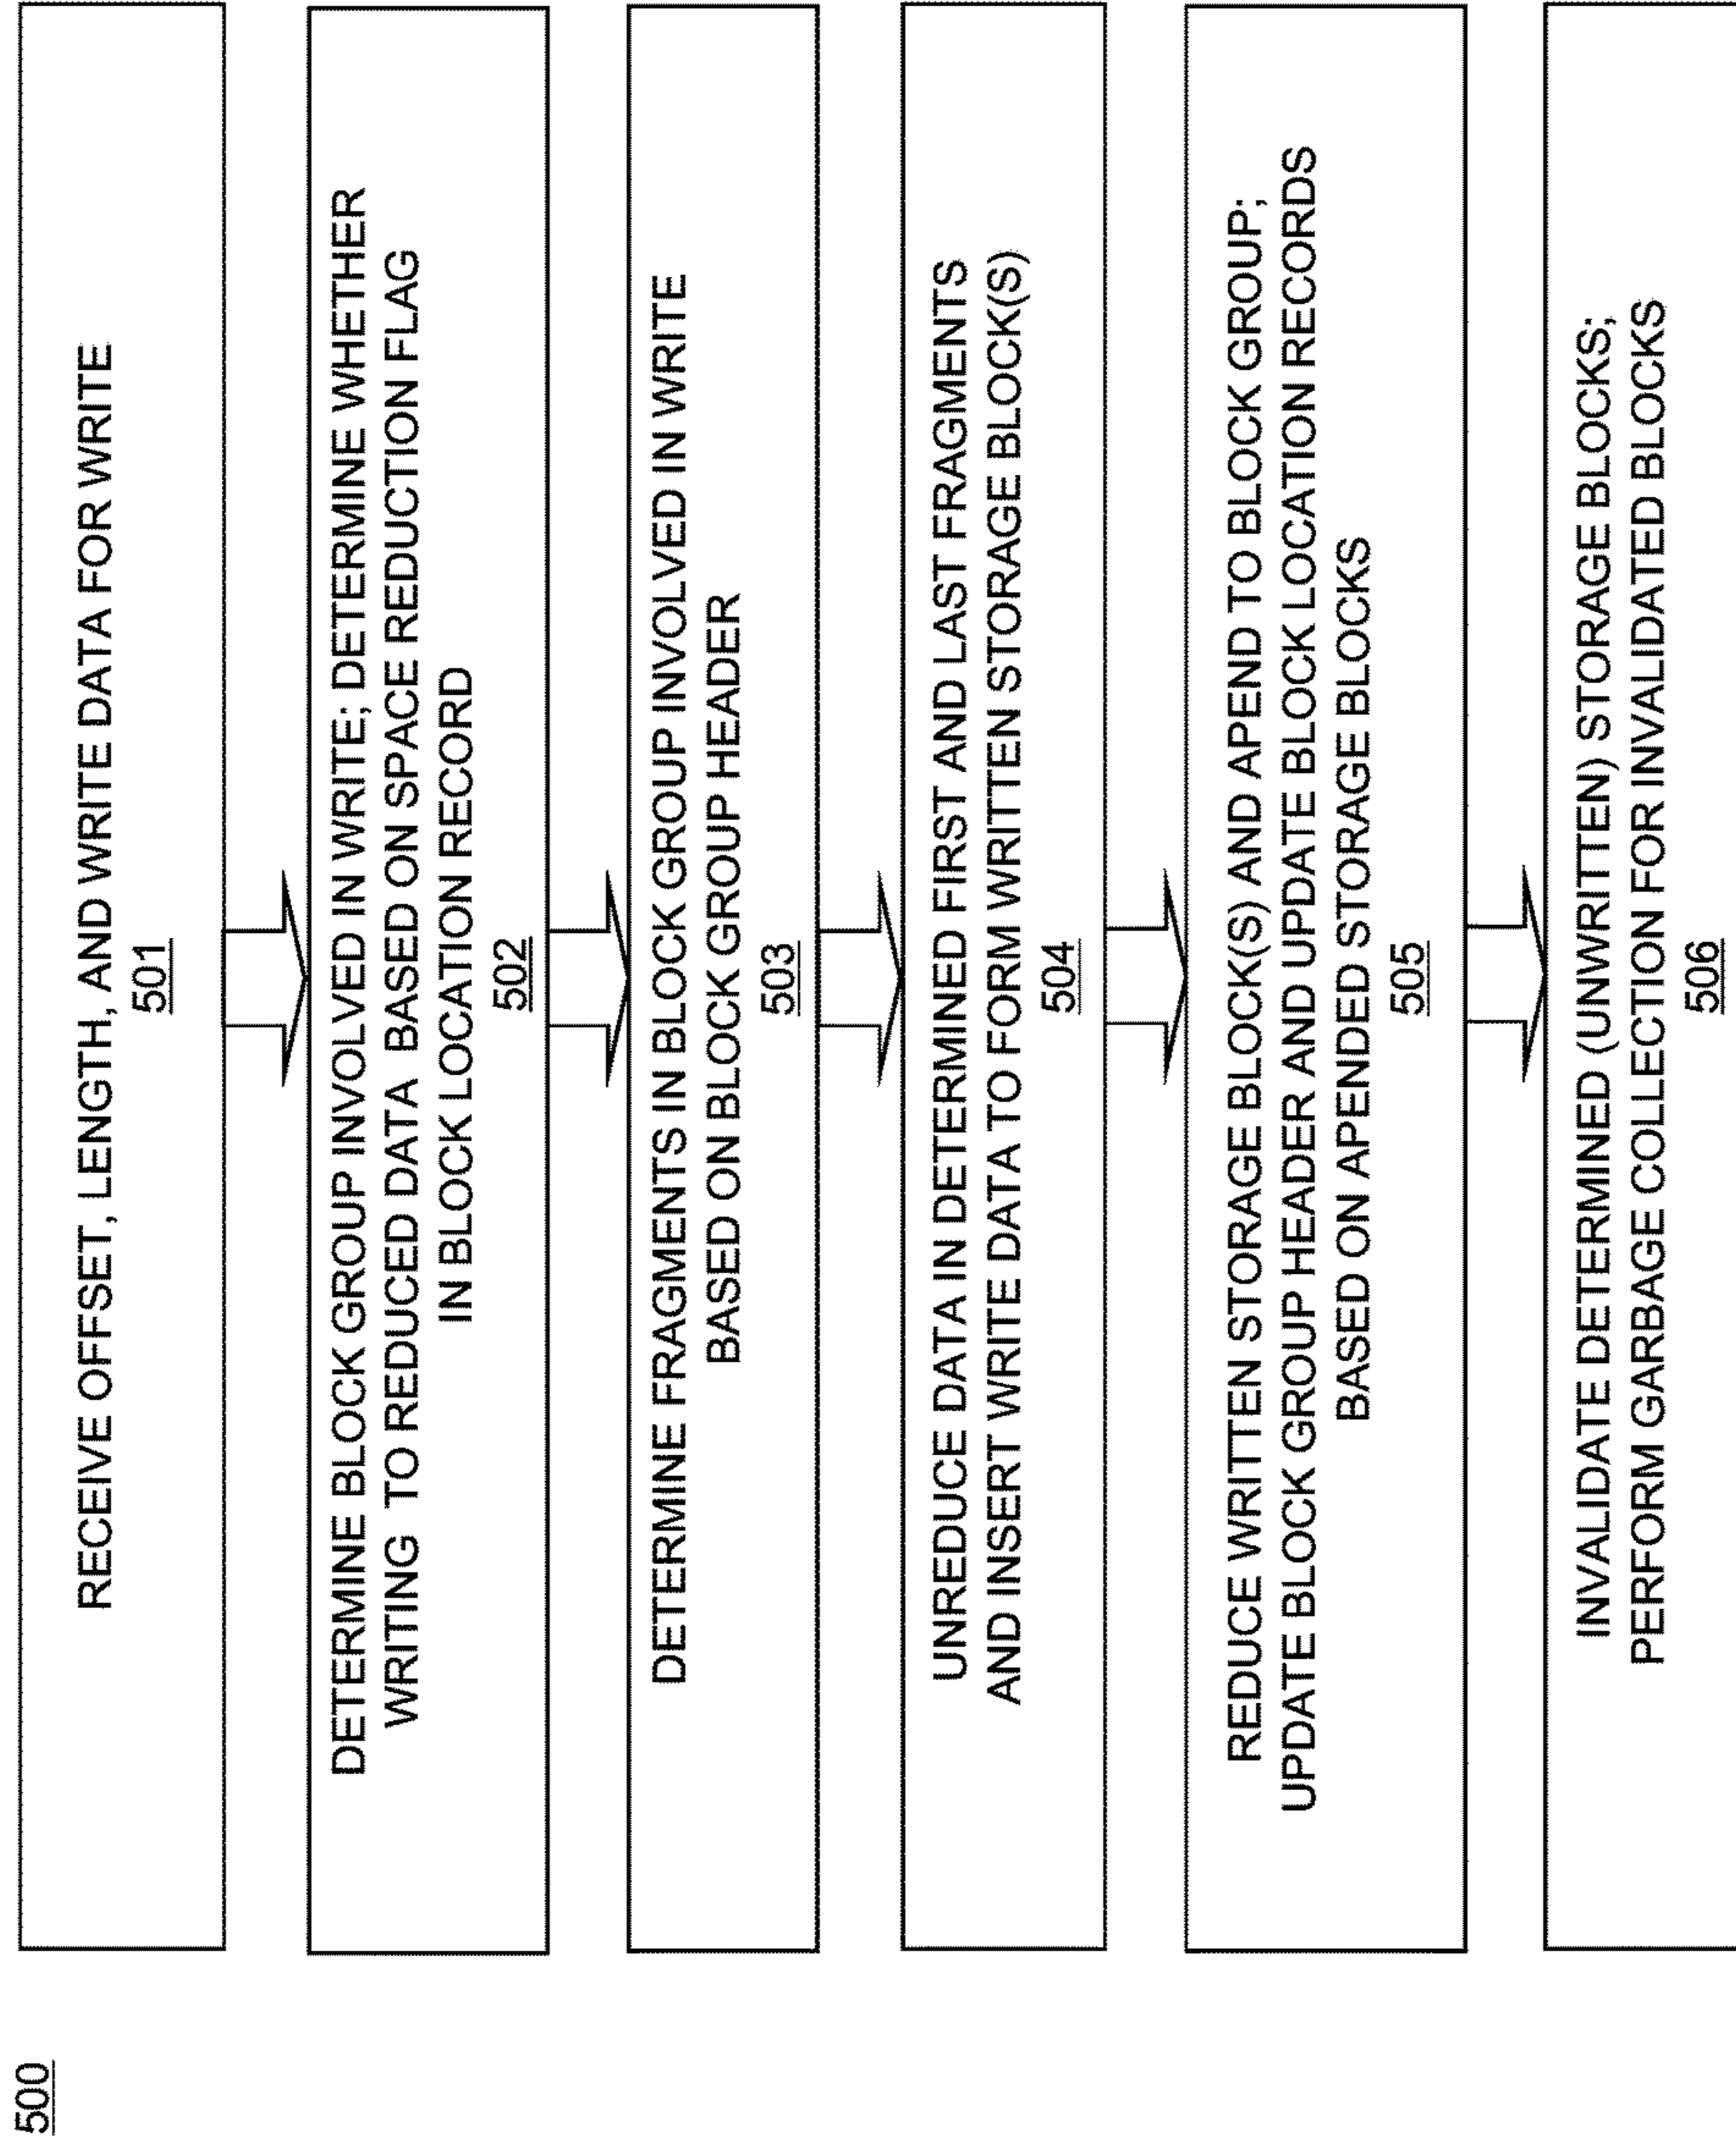 500
RECEIVE OFFSET, LENGTH, AND WRITE DATA FOR WRITE
501
DETERMINE BLOCK GROUP INVOLVED IN WRITE; DETERMINE WHETHER
WRITING TO REDUCED DATA BASED ON SPACE REDUCTION FLAG
IN BLOCK LOCATION RECORD
502
DETERMINE FRAGMENTS IN BLOCK GROUP INVOLVED IN WRITE
BASED ON BLOCK GROUP HEADER
503
UNREDUCE DATA IN DETERMINED FIRST AND LAST FRAGMENTS
AND INSERT WRITE DATA TO FORM WRITTEN STORAGE BLOCK(S)
504
REDUCE WRITTEN STORAGE BLOCK(S) AND APEND TO BLOCK GROUP;
UPDATE BLOCK GROUP HEADER AND UPDATE BLOCK LOCATION RECORDS
BASED ON APENDED STORAGE BLOCKS
505
INVALIDATE DETERMINED (UNWRITTEN) STORAGE BLOCKS;
PERFORM GARBAGE COLLECTION FOR INVALIDATED BLOCKS
506